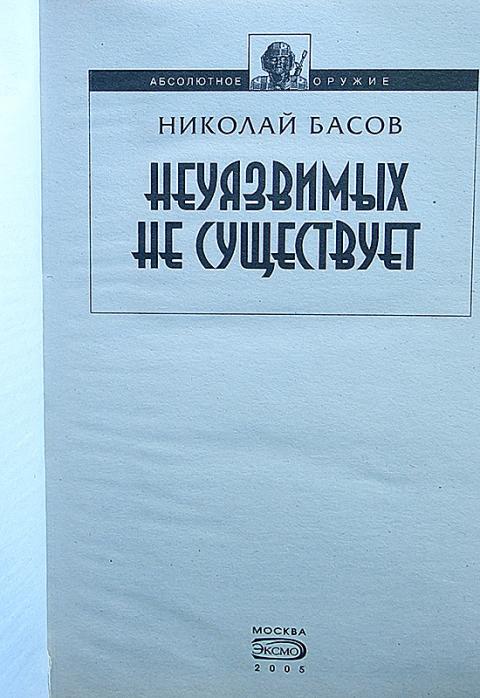 АБСОЛЮТНОЕ ОРУЖИЕ
НИКОЛАЙ БАСОВ
НЕУЯЗВИМЫХ
НЕ СУЩЕСТВУЕТ
МОСКВА
ЭКСМО
2005